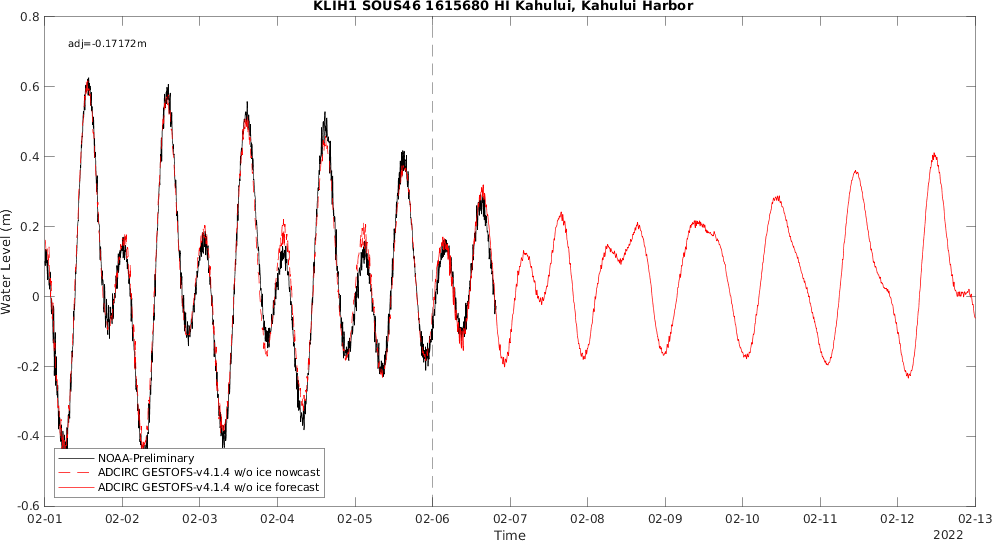 KLIH1 SOUS46 1615680 HI Kahului, Kahului Harbor
0.8
adj=-0.17172m
0.6
0.4
0.2
0
-0.2
-0.4
-0.6
Water Level (m)
NOAA-Preliminary
ADCIRC GESTOFS-v4.1.4 w/o ice nowcast
ADCIRC GESTOFS-v4.1.4 w/o ice forecast
02-01 02-02 02-03 02-04 02-05 02-06 02-07 02-08 02-09 02-10 02-11 02-12 02-13
Time
2022